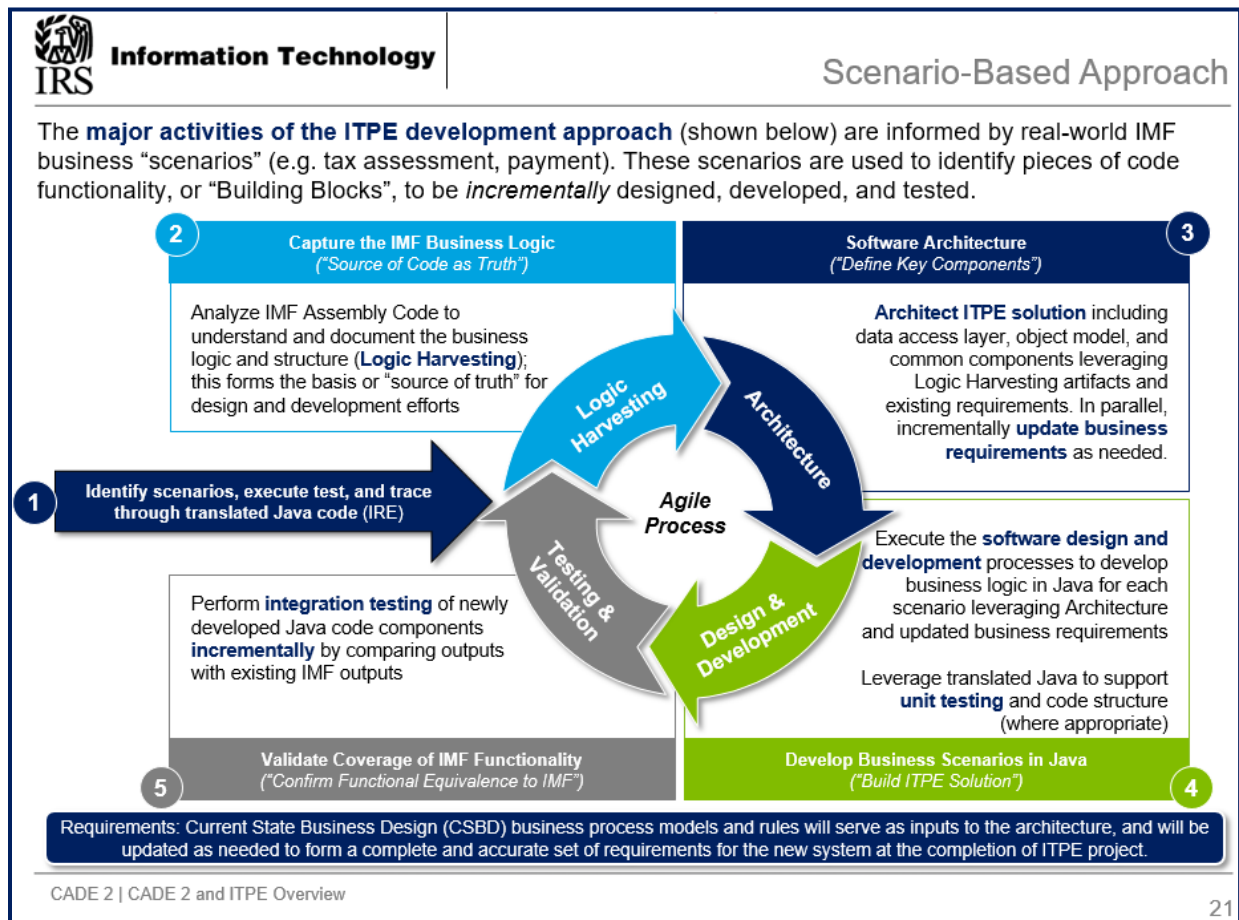 IRS
Information Technology
Scenario-Based Approach
The major activities of the ITPE development approach (shown below) are informed by real-world IMF
business “scenarios” (e.g. tax assessment, payment). These scenarios are used to identify pieces of code
functionality, or “Building Blocks”, to be incrementally designed, developed, and tested.
1
Identify scenarios, execute test, and trace
through translated Java code (IRE)
2
Capture the IMF Business Logic
(“Source of Code as Truth”)
Analyze IMF Assembly Code to
understand and document the business
logic and structure (Logic Harvesting);
this forms the basis or “source of truth” for
design and development efforts
3
Software Architecture
(“Define Key Components”)
Architect ITPE solution including
data access layer, object model, and
common components leveraging
Logic Harvesting artifacts and
existing requirements. In parallel,
incrementally update business
requirements as needed.
Logic
Harvesting
Architecture
Agile
Process
Testing &
Validation
Design &
Development
Execute the software design and
development processes to develop
business logic in Java for each
scenario leveraging Architecture
and updated business requirements
Leverage translated Java to support
unit testing and code structure
(where appropriate)
Develop Business Scenarios in Java
(“Build ITPE Solution”)
4
Perform integration testing of newly
developed Java code components
incrementally by comparing outputs
with existing IMF outputs
Validate Coverage of IMF Functionality
(“Confirm Functional Equivalence to IMF”)
5
Requirements: Current State Business Design (CSBD) business process models and rules will serve as inputs to the architecture, and will be
updated as needed to form a complete and accurate set of requirements for the new system at the completion of ITPE project.
CADE 2 | CADE 2 and ITPE Overview
21